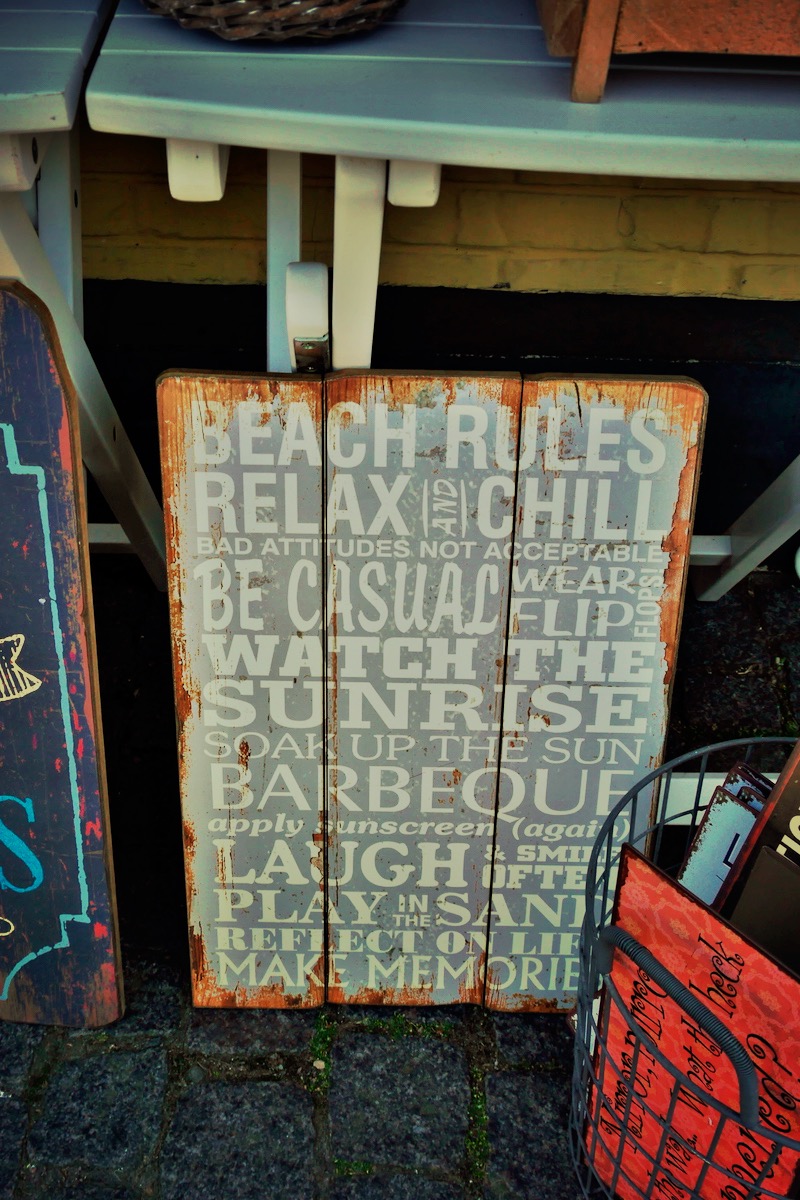 BEACH RULES
RELAX AND CHILL
BAD ATTITUDES NOT ACCEPTABLE
BE CASUAL WEAR FLIP FLOPS
WATCH THE
SUNRISE
SOAK UP THE SUN
BARBEQUE
apply sunscreen (again)
LAUGH & SMILE OFTEN
PLAY IN THE SAND
REFLECT ON LIFE
MAKE MEMORIES
S